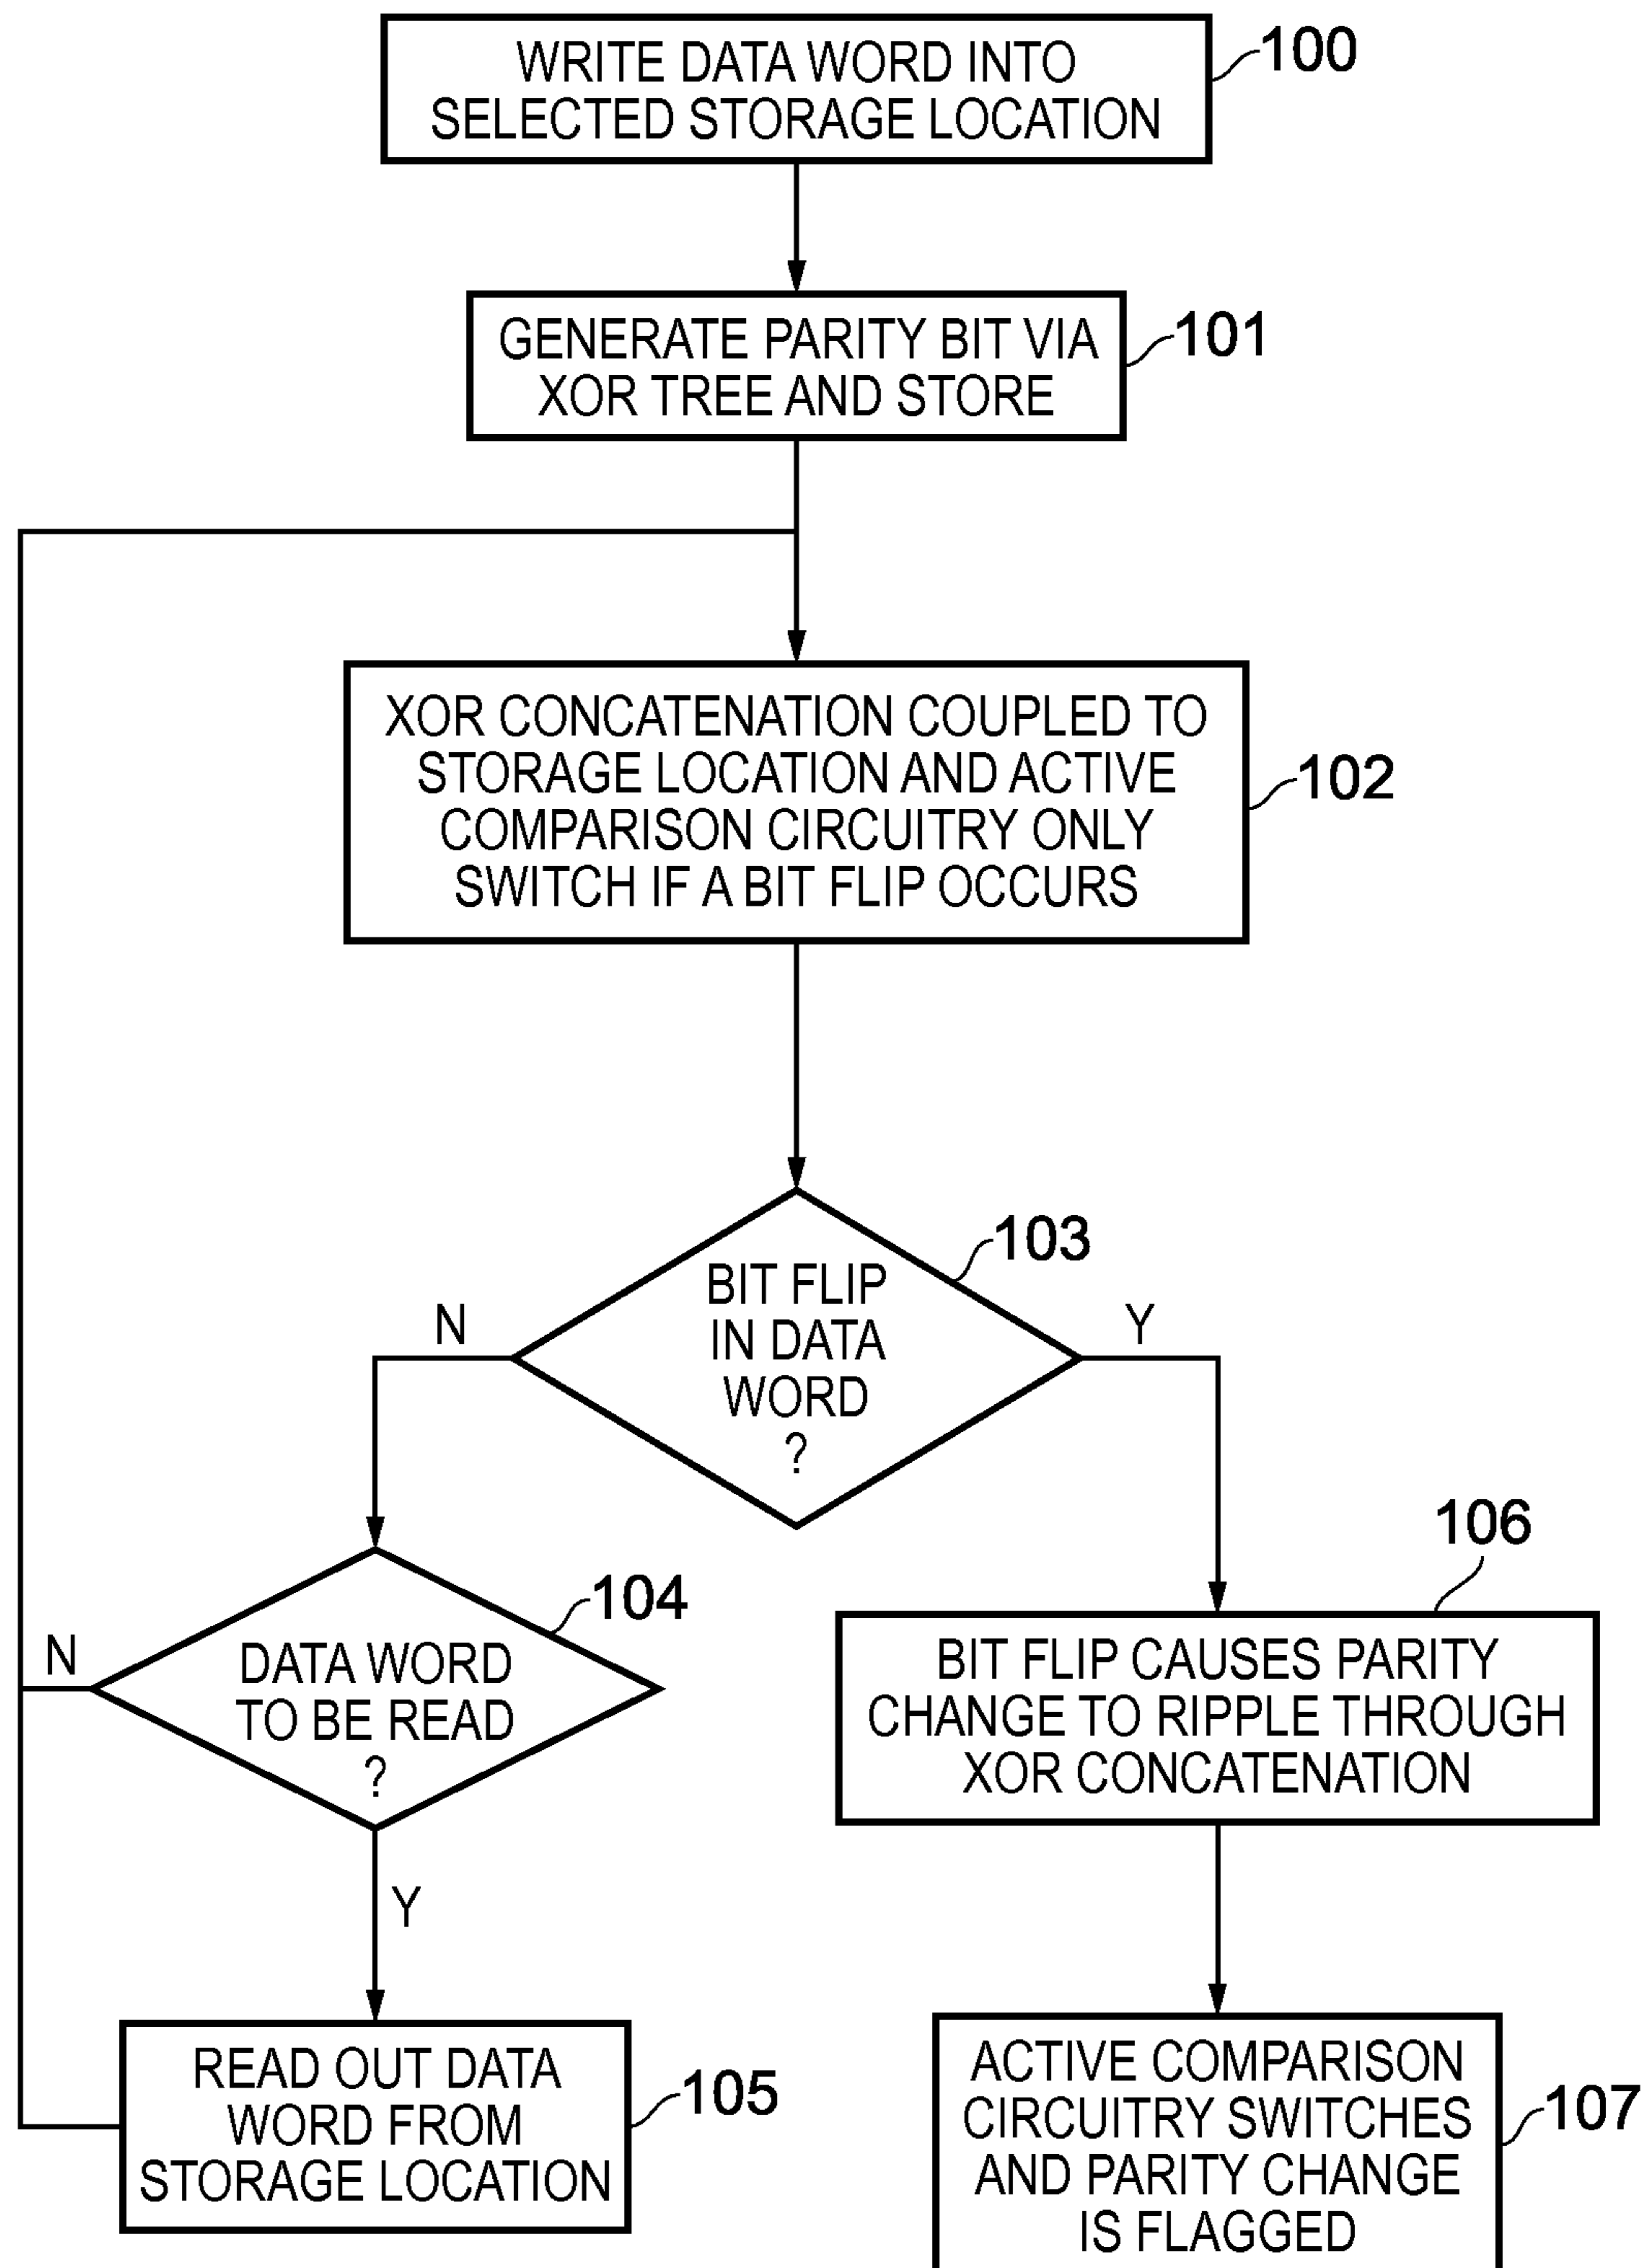 WRITE DATA WORD INTO
SELECTED STORAGE LOCATION
100
GENERATE PARITY BIT VIA
XOR TREE AND STORE
101
XOR CONCATENATION COUPLED TO
STORAGE LOCATION AND ACTIVE
COMPARISON CIRCUITRY ONLY
SWITCH IF A BIT FLIP OCCURS
102
103
BIT FLIP
IN DATA
WORD
?
N
Y
104
DATA WORD
TO BE READ
?
N
Y
106
BIT FLIP CAUSES PARITY
CHANGE TO RIPPLE THROUGH
XOR CONCATENATION
READ OUT DATA
WORD FROM
STORAGE LOCATION
105
ACTIVE COMPARISON
CIRCUITRY SWITCHES
AND PARITY CHANGE
IS FLAGGED
107